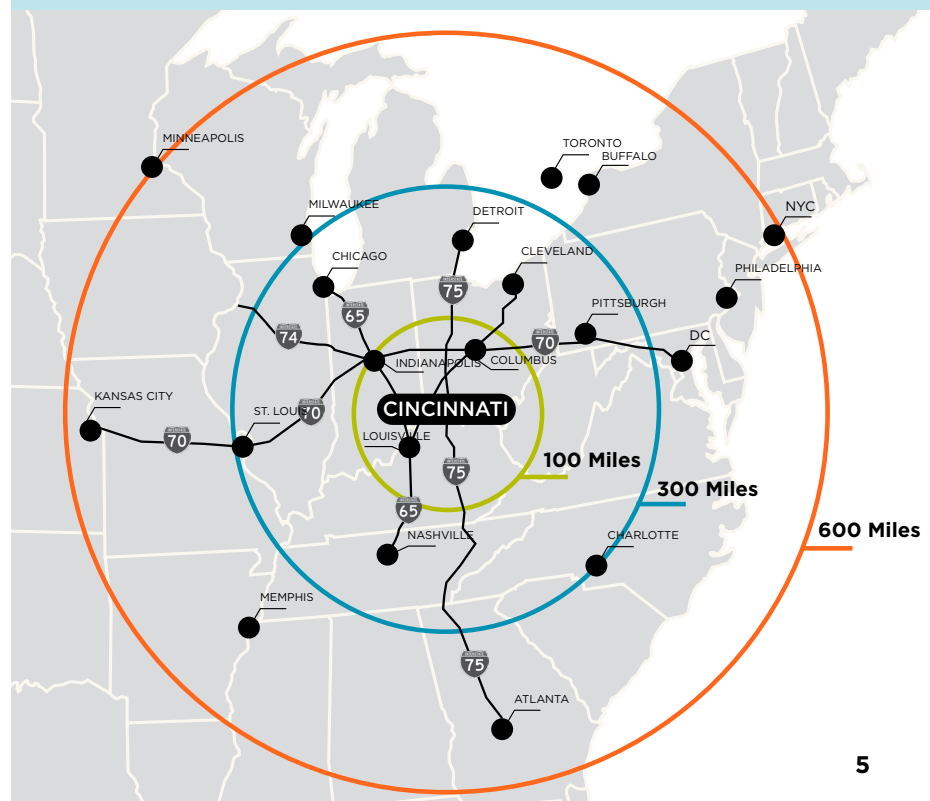 MINNEAPOLIS
TORONTO
BUFFALO
MILWAUKEE
DETROIT
NYC
CHICAGO
CLEVELAND
PHILADELPHIA
75
65
PITTSBURGH
74
70
DC
INDIANAPOLIS
COLUMBUS
KANSAS CITY
CINCINNATI
ST. LOUIS
70
70
LOUISVILLE
100 Miles
75
300 Miles
65
600 Miles
NASHVILLE
CHARLOTTE
MEMPHIS
75
ATLANTA
5